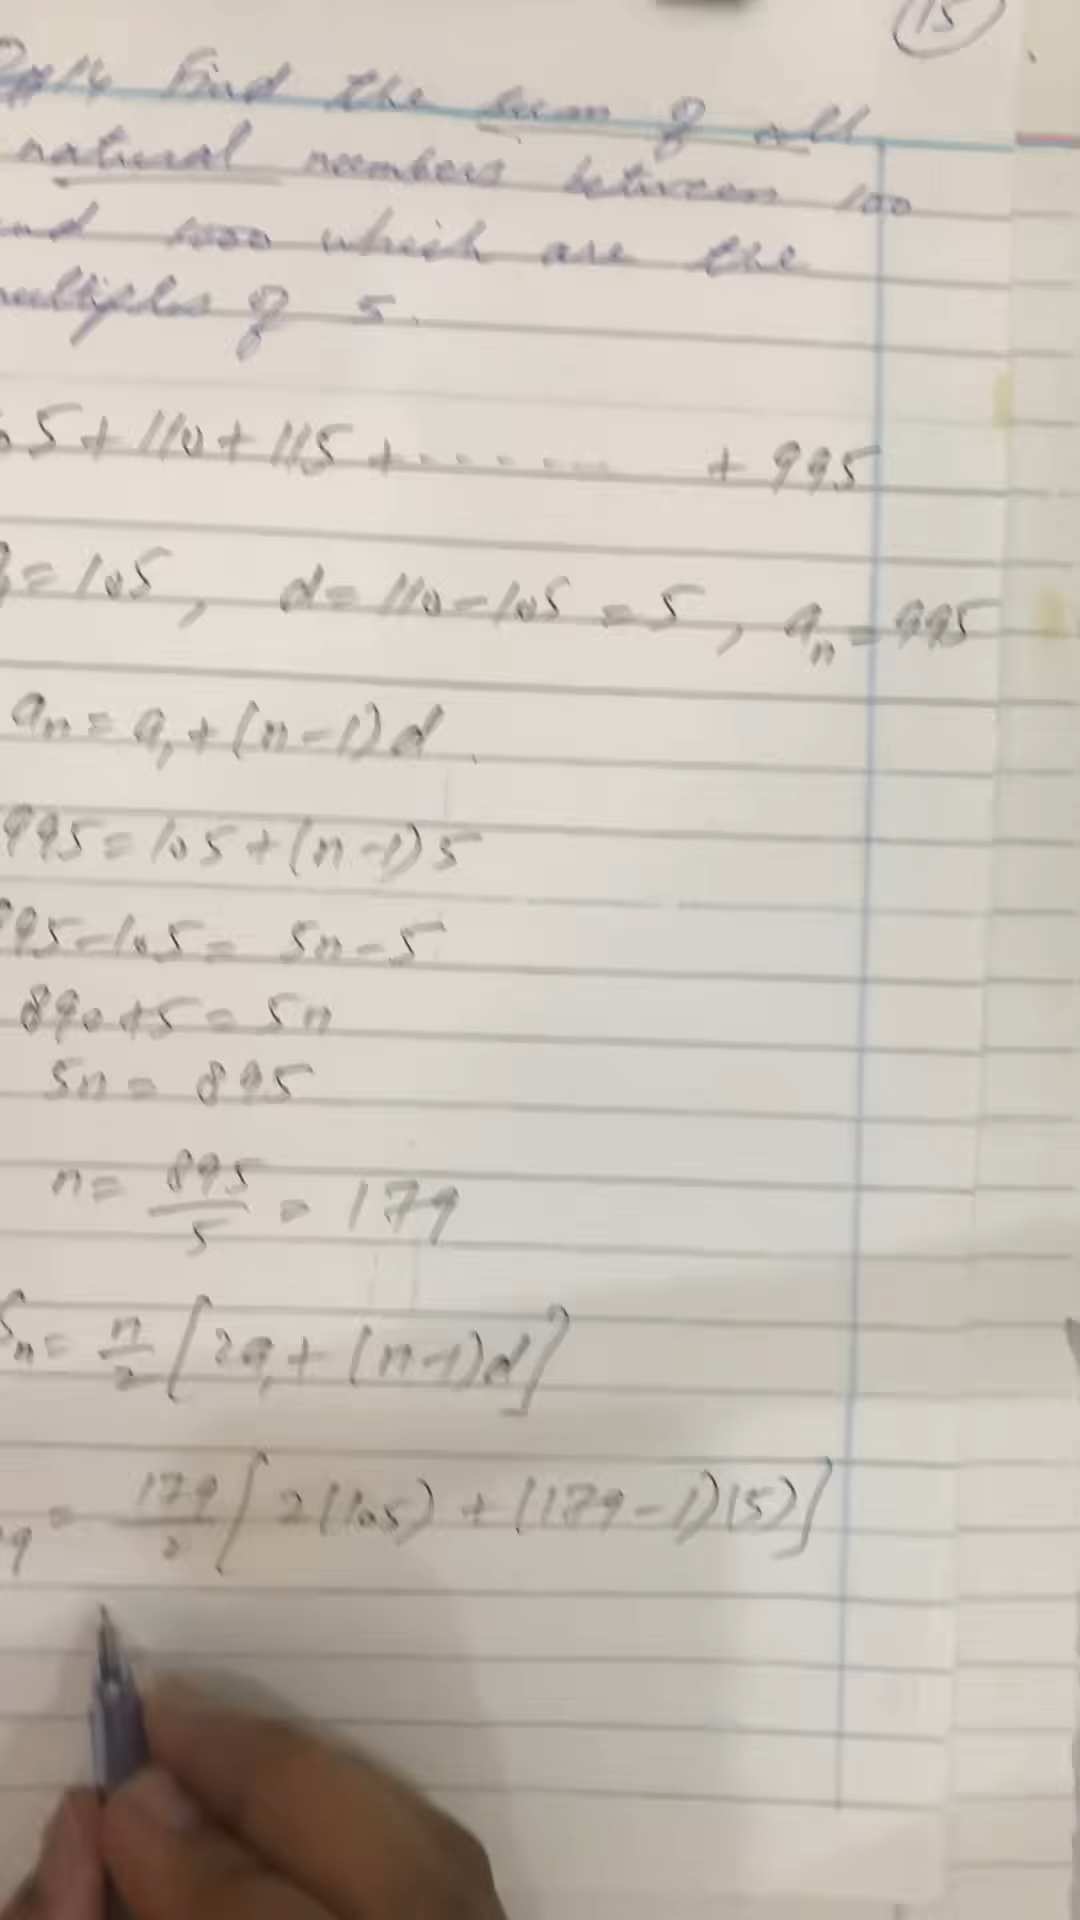 15
Q#14 Find the sum of all
natural numbers between 100
and 1000 which are the
multiples of 5.
05+110+115+....... +995
=105, d=110-105=5, aₙ=995
aₙ=a₁+(n-1)d
995=105+(n-1)5
995-105= 5n-5
890+5=5n
5n= 895
n= 895/5 = 179
Sₙ= n/2 [2a₁+(n-1)d]
= 179/2 [2(105)+(179-1)(5)]